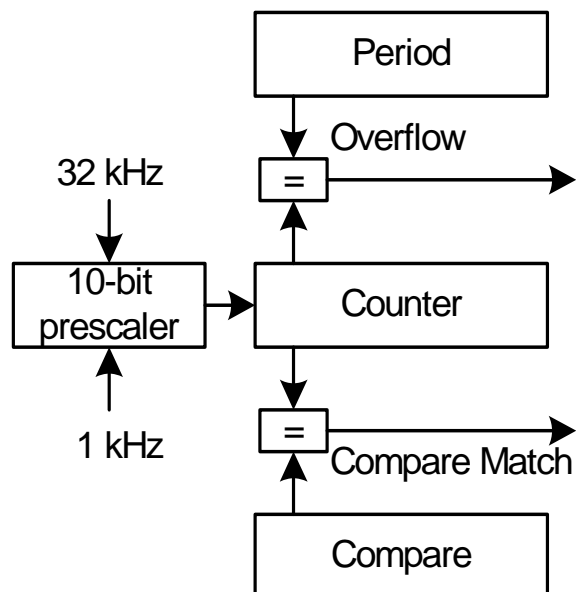 Period
Overflow
=
32 kHz
10-bit
prescaler
Counter
1 kHz
=
Compare Match
Compare